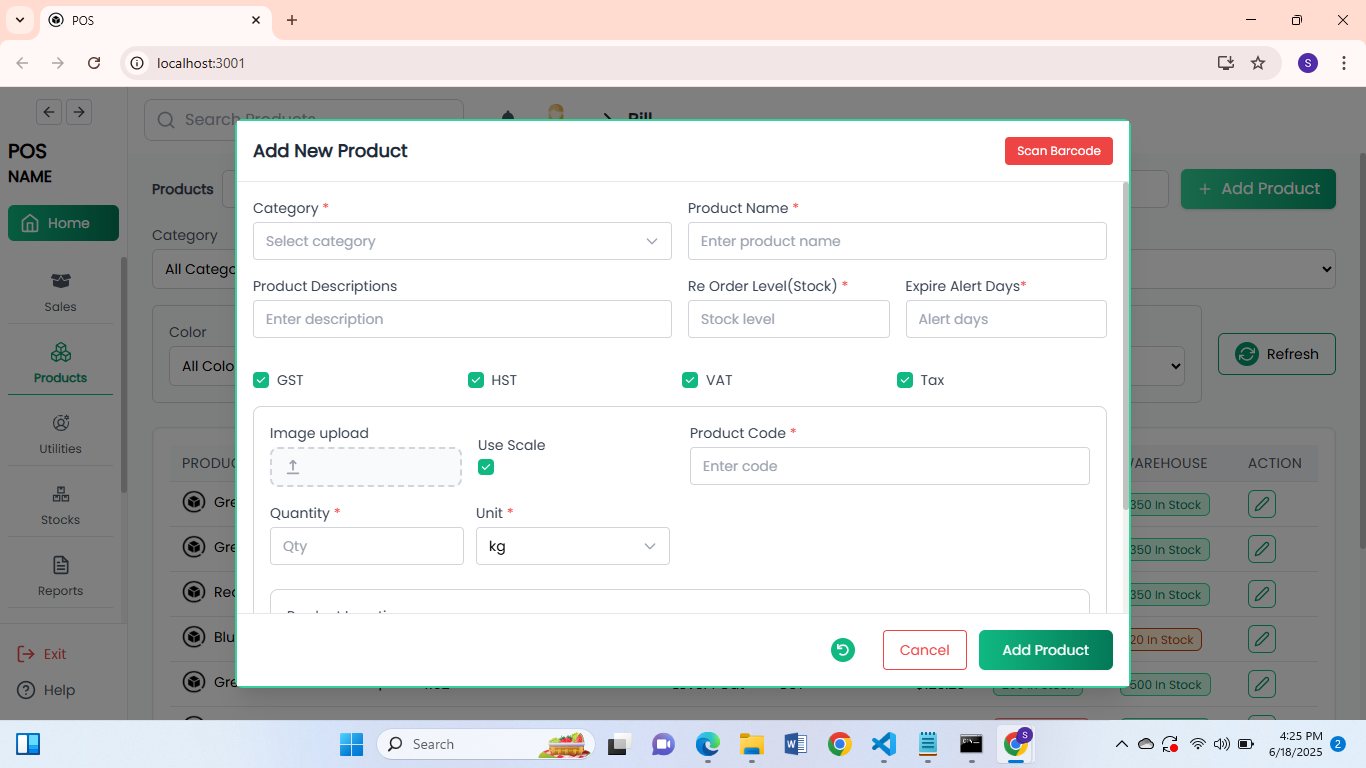 POS
localhost:3001
S
POS
NAME
Search Products
Bill
Home
Sales
Products
Utilities
Stocks
Reports
Exit
Help
Products
+ Add Product
Category
All Catego
Color
All Colo
Refresh
Add New Product
Scan Barcode
Category *
Product Name *
Select category
Enter product name
Product Descriptions
Re Order Level(Stock) *
Expire Alert Days*
Enter description
Stock level
Alert days
GST
HST
VAT
Tax
Image upload
Use Scale
Product Code *
Enter code
Quantity *
Unit *
Qty
kg
Cancel
Add Product
PRODUC
WAREHOUSE
ACTION
Gre
350 In Stock
Gre
350 In Stock
Rec
350 In Stock
Blu
20 In Stock
Gre
500 In Stock
Search
S
4:25 PM
6/18/2025
2